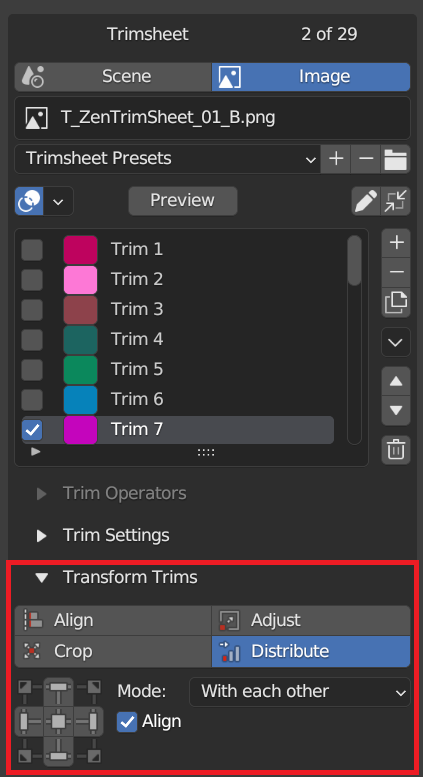 Trimsheet 2 of 29
Scene Image
T_ZenTrimSheet_01_B.png
Trimsheet Presets
Preview
Trim 1
Trim 2
Trim 3
Trim 4
Trim 5
Trim 6
Trim 7
Trim Operators
Trim Settings
Transform Trims
Align Adjust
Crop Distribute
Mode: With each other
Align